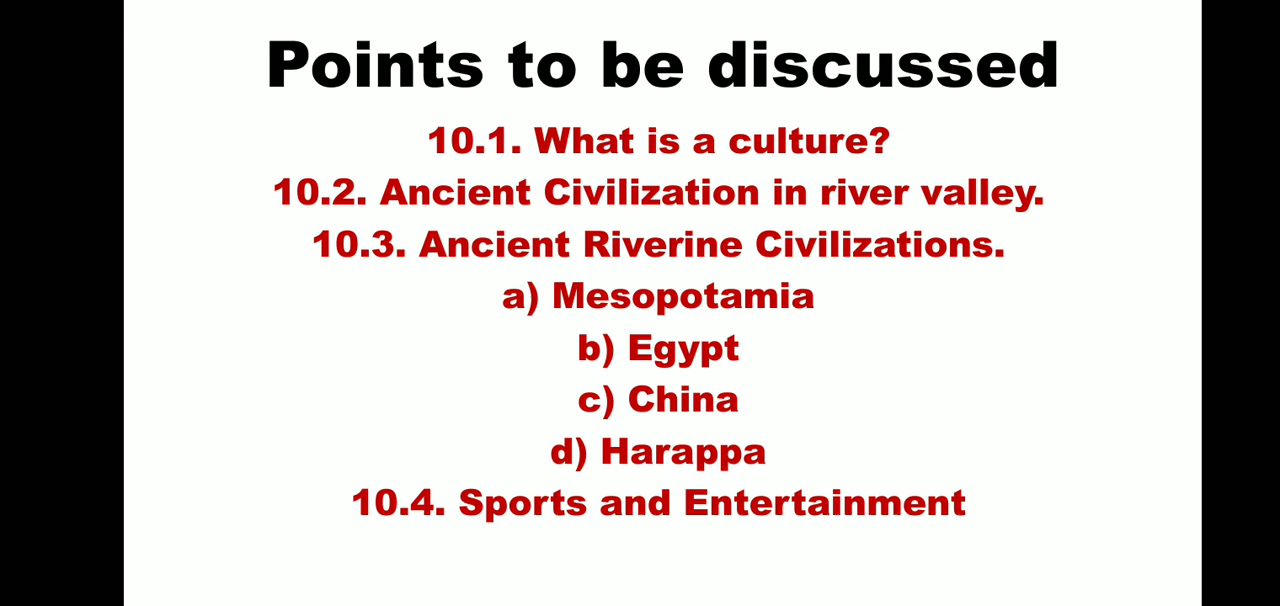 Points to be discussed
10.1. What is a culture?
10.2. Ancient Civilization in river valley.
10.3. Ancient Riverine Civilizations.
a) Mesopotamia
b) Egypt
c) China
d) Harappa
10.4. Sports and Entertainment